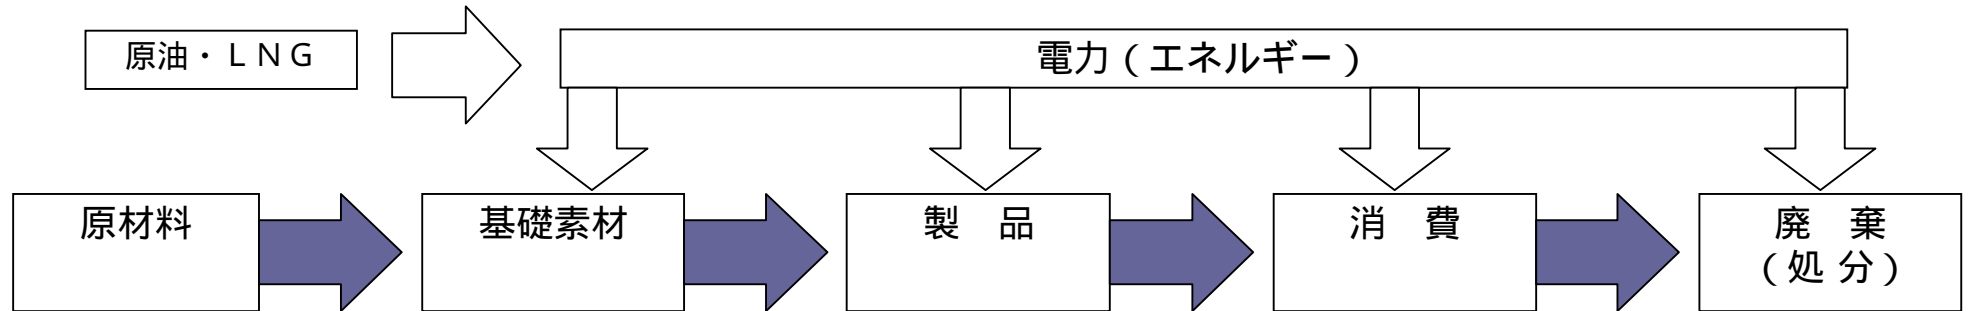 原油・ＬＮＧ
電力（エネルギー）
原材料
基礎素材
製　品
消　費
廃　棄
（処 分）